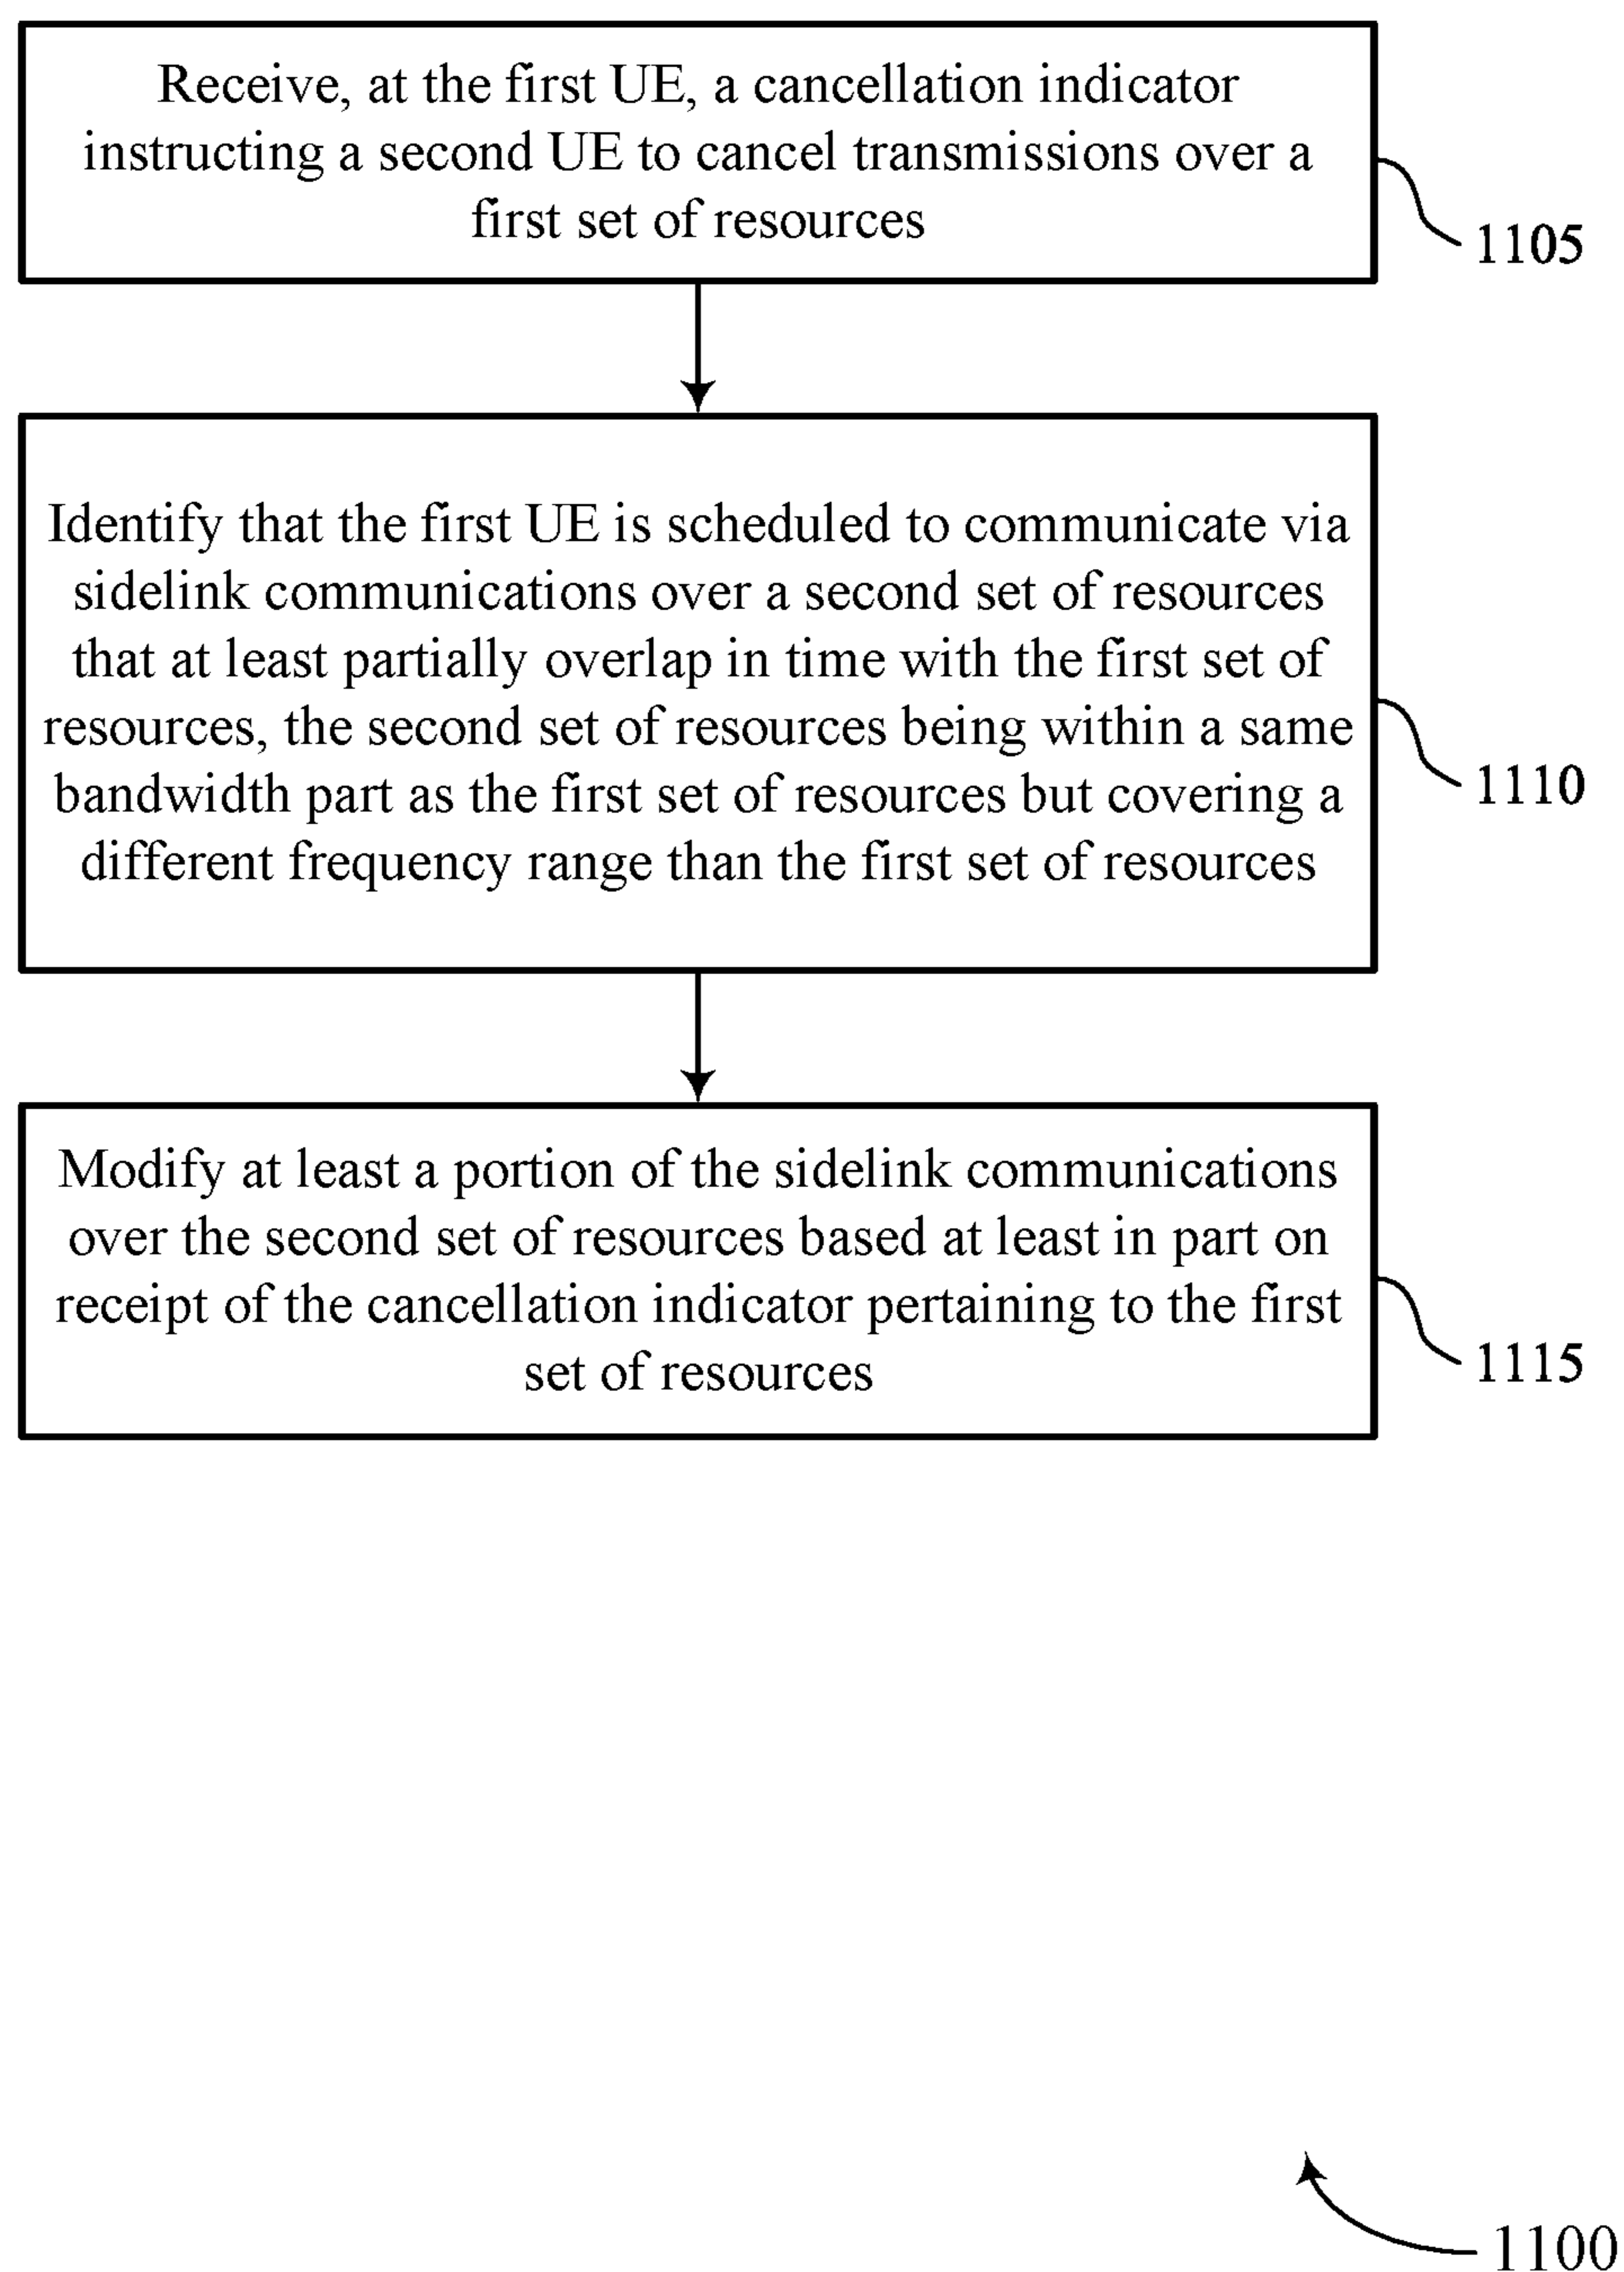 Receive, at the first UE, a cancellation indicator
instructing a second UE to cancel transmissions over a
first set of resources
1105
Identify that the first UE is scheduled to communicate via
sidelink communications over a second set of resources
that at least partially overlap in time with the first set of
resources, the second set of resources being within a same
bandwidth part as the first set of resources but covering a
different frequency range than the first set of resources
1110
Modify at least a portion of the sidelink communications
over the second set of resources based at least in part on
receipt of the cancellation indicator pertaining to the first
set of resources
1115
1100